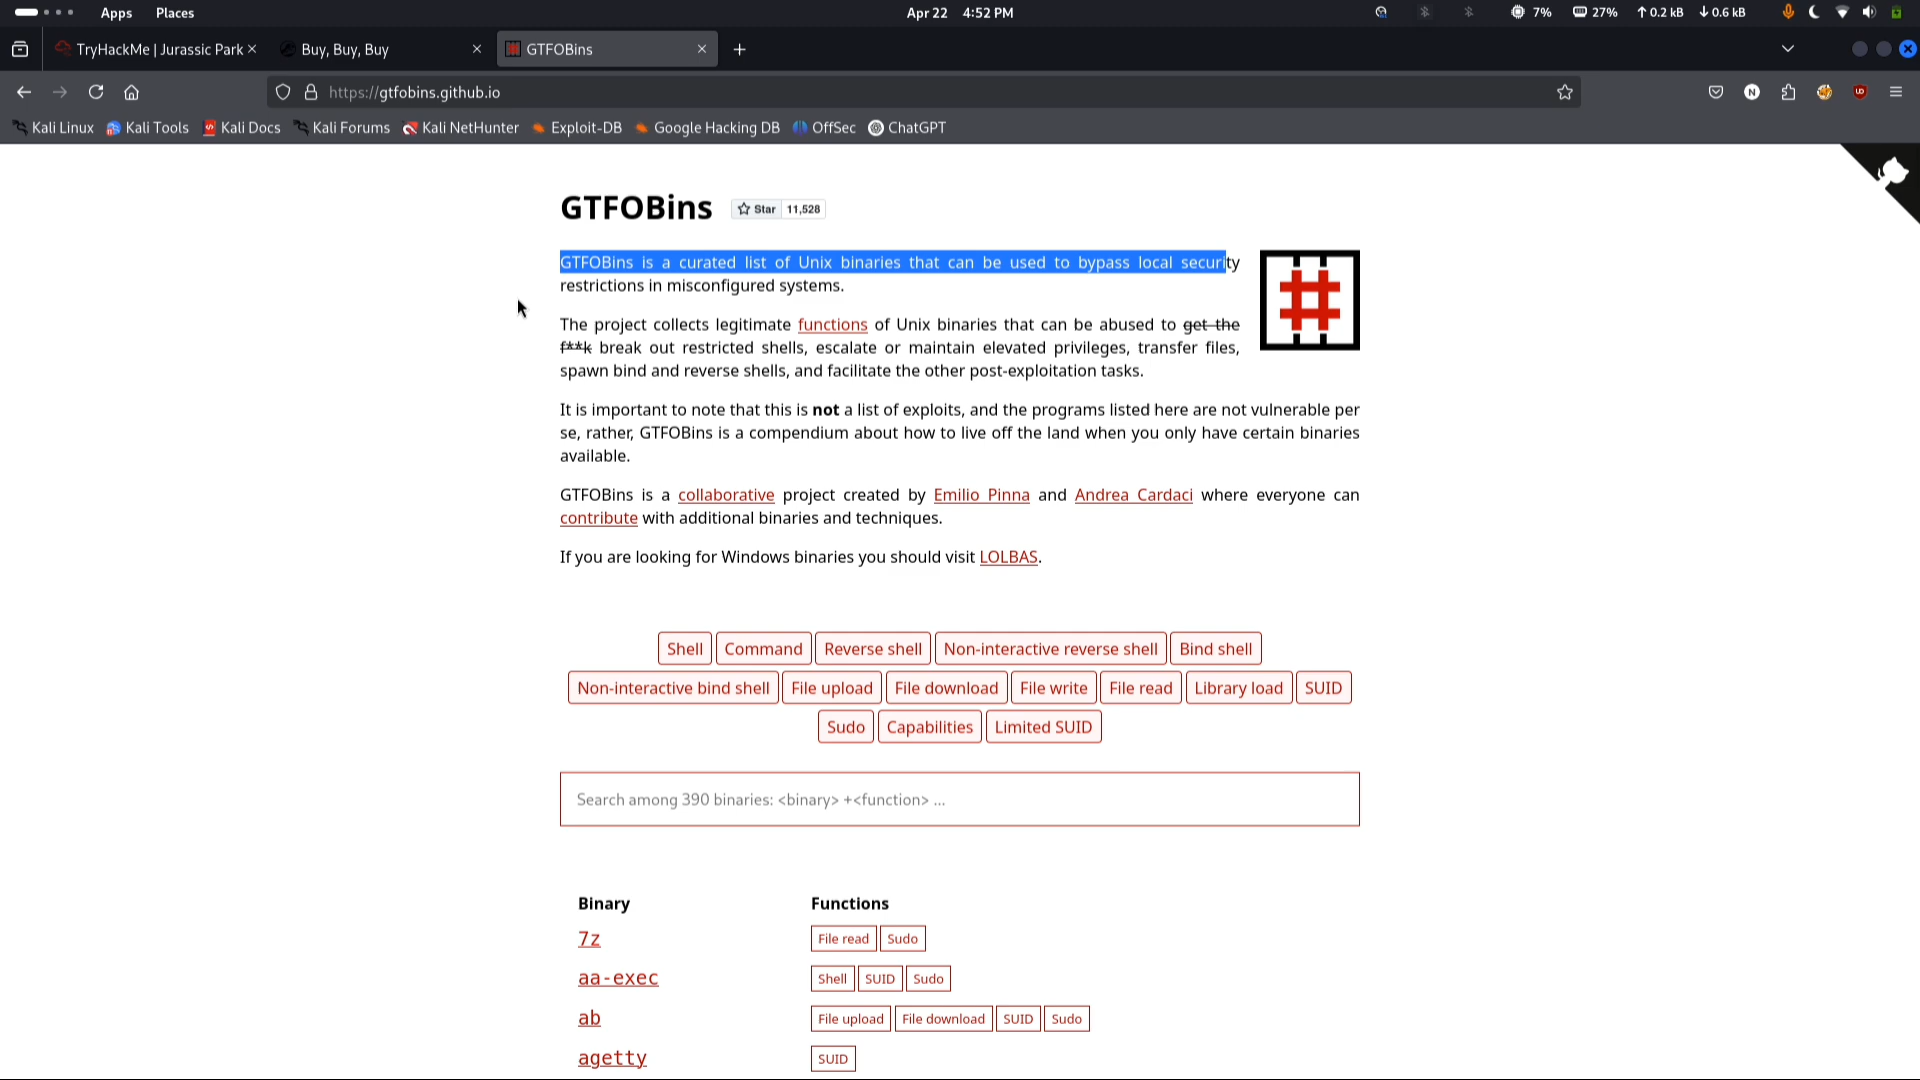 Apps Places Apr 22 4:52 PM 7% 27% 0.2 kB 0.6 kB
TryHackMe | Jurassic Park Buy, Buy, Buy GTFOBins
https://gtfobins.github.io
Kali Linux Kali Tools Kali Docs Kali Forums Kali NetHunter Exploit-DB Google Hacking DB OffSec ChatGPT
GTFOBins Star 11,528
GTFOBins is a curated list of Unix binaries that can be used to bypass local security
restrictions in misconfigured systems.
The project collects legitimate functions of Unix binaries that can be abused to get the
f**k break out restricted shells, escalate or maintain elevated privileges, transfer files,
spawn bind and reverse shells, and facilitate the other post-exploitation tasks.
It is important to note that this is not a list of exploits, and the programs listed here are not vulnerable per
se, rather, GTFOBins is a compendium about how to live off the land when you only have certain binaries
available.
GTFOBins is a collaborative project created by Emilio Pinna and Andrea Cardaci where everyone can
contribute with additional binaries and techniques.
If you are looking for Windows binaries you should visit LOLBAS.
Shell Command Reverse shell Non-interactive reverse shell Bind shell
Non-interactive bind shell File upload File download File write File read Library load SUID
Sudo Capabilities Limited SUID
Search among 390 binaries: <binary> +<function> ...
Binary Functions
7z File read Sudo
aa-exec Shell SUID Sudo
ab File upload File download SUID Sudo
agetty SUID